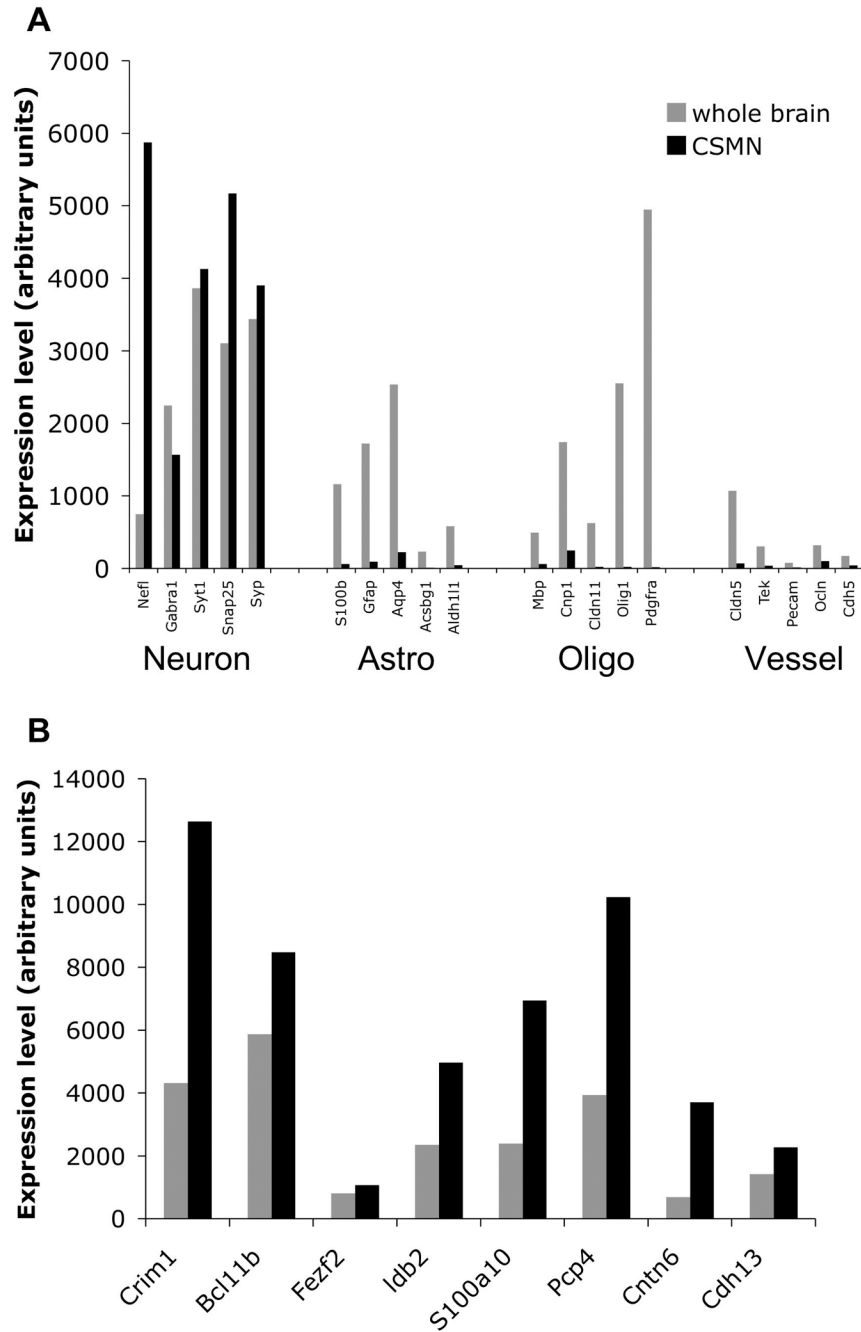 A
7000
6000
5000
4000
3000
2000
1000
0
Expression level (arbitrary units)
whole brain
CSMN
Nefl
Gabra1
Syt1
Snap25
Syp
S100b
Gfap
Aqp4
Acsbg1
Aldh1l1
Mbp
Cnp1
Cldn11
Olig1
Pdgfra
Cldn5
Tek
Pecam
Ocln
Cdh5
Neuron Astro Oligo Vessel
B
14000
12000
10000
8000
6000
4000
2000
0
Expression level (arbitrary units)
Crim1
Bcl11b
Fezf2
Idb2
S100a10
Pcp4
Cntn6
Cdh13